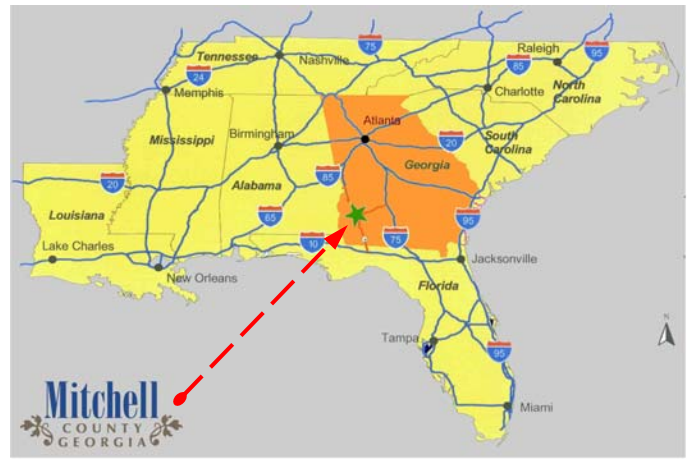 75
Raleigh
95
Tennessee
Nashville
24
75
85
Memphis
Charlotte
North
Carolina
Atlanta
Mississippi
Birmingham
20
South
Carolina
Georgia
85
20
Alabama
Louisiana
65
95
Lake Charles
10
75
Jacksonville
New Orleans
Florida
N
Tampa
95
Miami
Mitchell
COUNTY
GEORGIA